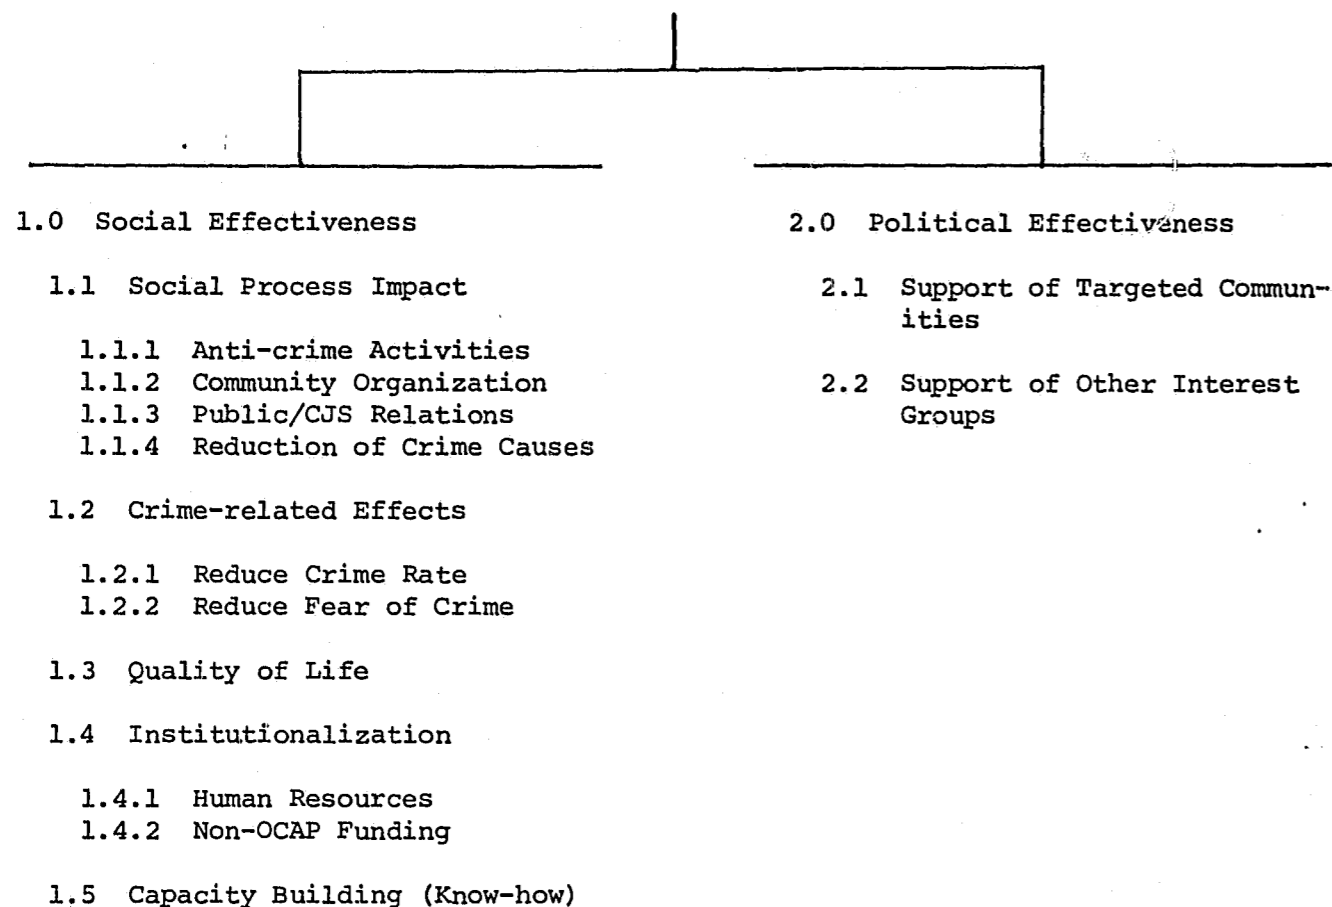 1.0 Social Effectiveness
1.1 Social Process Impact
1.1.1 Anti-crime Activities
1.1.2 Community Organization
1.1.3 Public/CJS Relations
1.1.4 Reduction of Crime Causes
1.2 Crime-related Effects
1.2.1 Reduce Crime Rate
1.2.2 Reduce Fear of Crime
1.3 Quality of Life
1.4 Institutionalization
1.4.1 Human Resources
1.4.2 Non-OCAP Funding
1.5 Capacity Building (Know-how)
2.0 Political Effectiveness
2.1 Support of Targeted Commun-
ities
2.2 Support of Other Interest
Groups